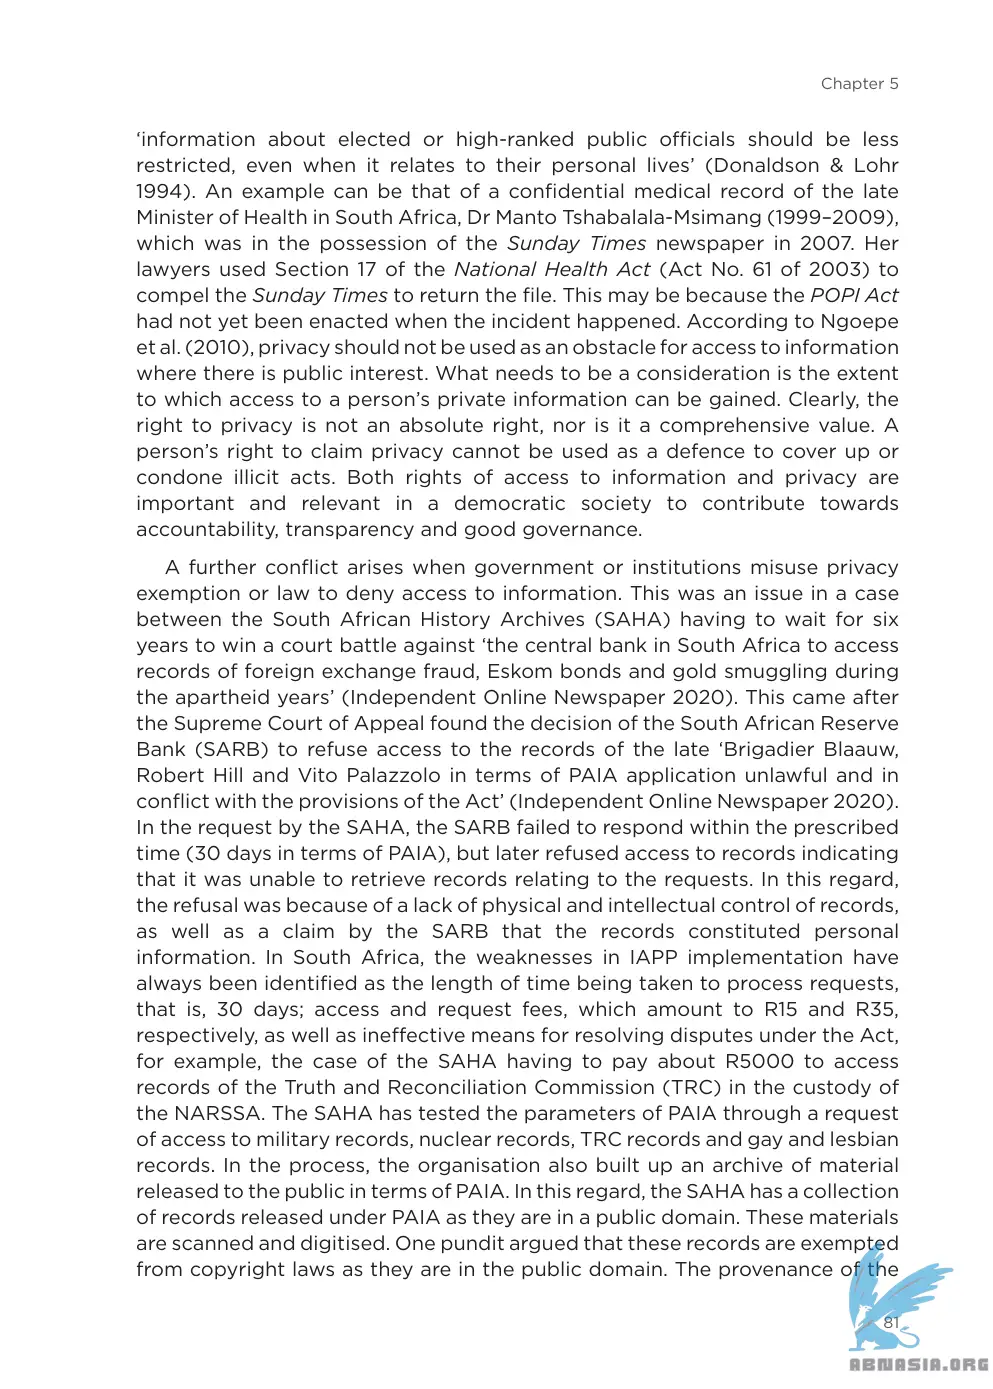 Chapter 5
‘information about elected or high-ranked public officials should be less
restricted, even when it relates to their personal lives’ (Donaldson & Lohr
1994). An example can be that of a confidential medical record of the late
Minister of Health in South Africa, Dr Manto Tshabalala-Msimang (1999–2009),
which was in the possession of the Sunday Times newspaper in 2007. Her
lawyers used Section 17 of the National Health Act (Act No. 61 of 2003) to
compel the Sunday Times to return the file. This may be because the POPI Act
had not yet been enacted when the incident happened. According to Ngoepe
et al. (2010), privacy should not be used as an obstacle for access to information
where there is public interest. What needs to be a consideration is the extent
to which access to a person’s private information can be gained. Clearly, the
right to privacy is not an absolute right, nor is it a comprehensive value. A
person’s right to claim privacy cannot be used as a defence to cover up or
condone illicit acts. Both rights of access to information and privacy are
important and relevant in a democratic society to contribute towards
accountability, transparency and good governance.
A further conflict arises when government or institutions misuse privacy
exemption or law to deny access to information. This was an issue in a case
between the South African History Archives (SAHA) having to wait for six
years to win a court battle against ‘the central bank in South Africa to access
records of foreign exchange fraud, Eskom bonds and gold smuggling during
the apartheid years’ (Independent Online Newspaper 2020). This came after
the Supreme Court of Appeal found the decision of the South African Reserve
Bank (SARB) to refuse access to the records of the late ‘Brigadier Blaauw,
Robert Hill and Vito Palazzolo in terms of PAIA application unlawful and in
conflict with the provisions of the Act’ (Independent Online Newspaper 2020).
In the request by the SAHA, the SARB failed to respond within the prescribed
time (30 days in terms of PAIA), but later refused access to records indicating
that it was unable to retrieve records relating to the requests. In this regard,
the refusal was because of a lack of physical and intellectual control of records,
as well as a claim by the SARB that the records constituted personal
information. In South Africa, the weaknesses in IAPP implementation have
always been identified as the length of time being taken to process requests,
that is, 30 days; access and request fees, which amount to R15 and R35,
respectively, as well as ineffective means for resolving disputes under the Act,
for example, the case of the SAHA having to pay about R5000 to access
records of the Truth and Reconciliation Commission (TRC) in the custody of
the NARSSA. The SAHA has tested the parameters of PAIA through a request
of access to military records, nuclear records, TRC records and gay and lesbian
records. In the process, the organisation also built up an archive of material
released to the public in terms of PAIA. In this regard, the SAHA has a collection
of records released under PAIA as they are in a public domain. These materials
are scanned and digitised. One pundit argued that these records are exempted
from copyright laws as they are in the public domain. The provenance of the
81
ABNASIA.ORG